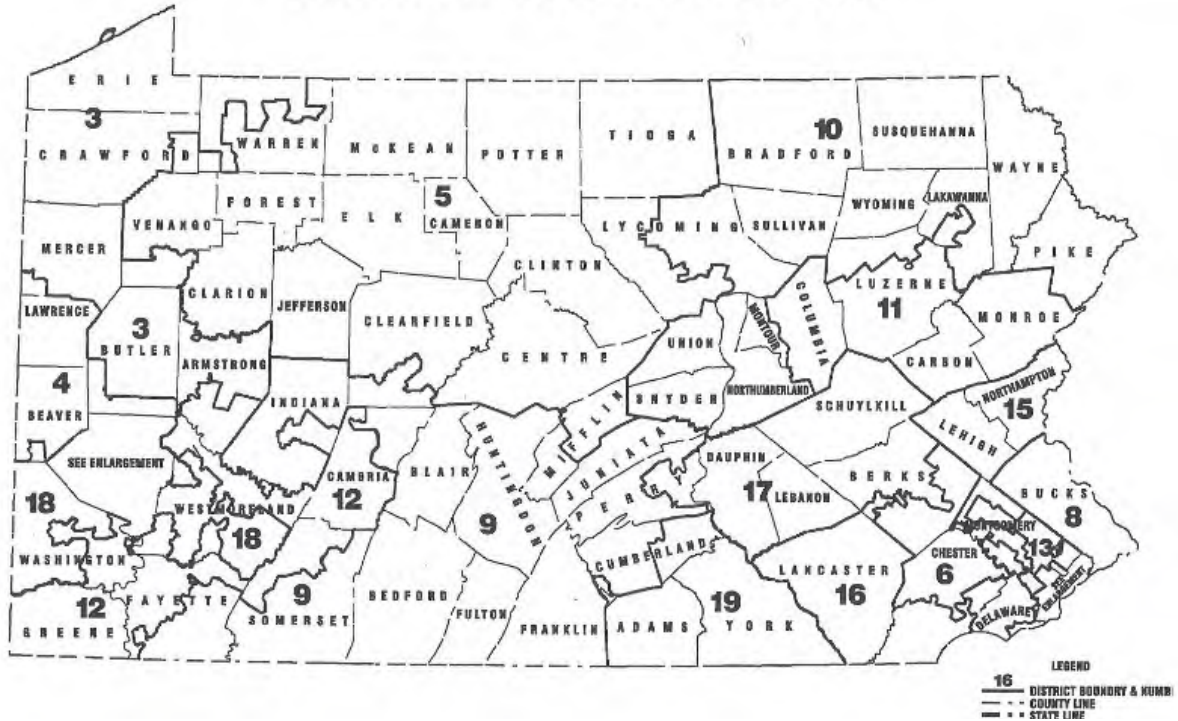 ERIE
3
CRAWFORD
WARREN
McKEAN
POTTER
TIOGA
10
BRADFORD
SUSQUEHANNA
WAYNE
VENANGO
FOREST
ELK
5
CAMERON
LYCOMING
SULLIVAN
WYOMING
LAKAWANNA
PIKE
MERCER
CLARION
JEFFERSON
CLINTON
COLUMBIA
LUZERNE
11
MONROE
LAWRENCE
3
BUTLER
CLEARFIELD
CENTRE
UNION
MONTOUR
CARBON
ARMSTRONG
4
BEAVER
INDIANA
SNYDER
NORTHUMBERLAND
SCHUYLKILL
NORTHAMPTON
15
LEHIGH
SEE ENLARGEMENT
CAMBRIA
12
BLAIR
HUNTINGDON
9
MIFFLIN
JUNIATA
PERRY
DAUPHIN
17
LEBANON
BERKS
BUCKS
8
18
WASHINGTON
WESTMORELAND
18
CUMBERLAND
LANCASTER
16
CHESTER
6
MONTGOMERY
13
SEE
ENLARGEMENT
DELAWARE
12
GREENE
FAYETTE
9
SOMERSET
BEDFORD
FULTON
FRANKLIN
ADAMS
19
YORK
LEGEND
16
DISTRICT BOUNDRY & NUMB
COUNTY LINE
STATE LINE